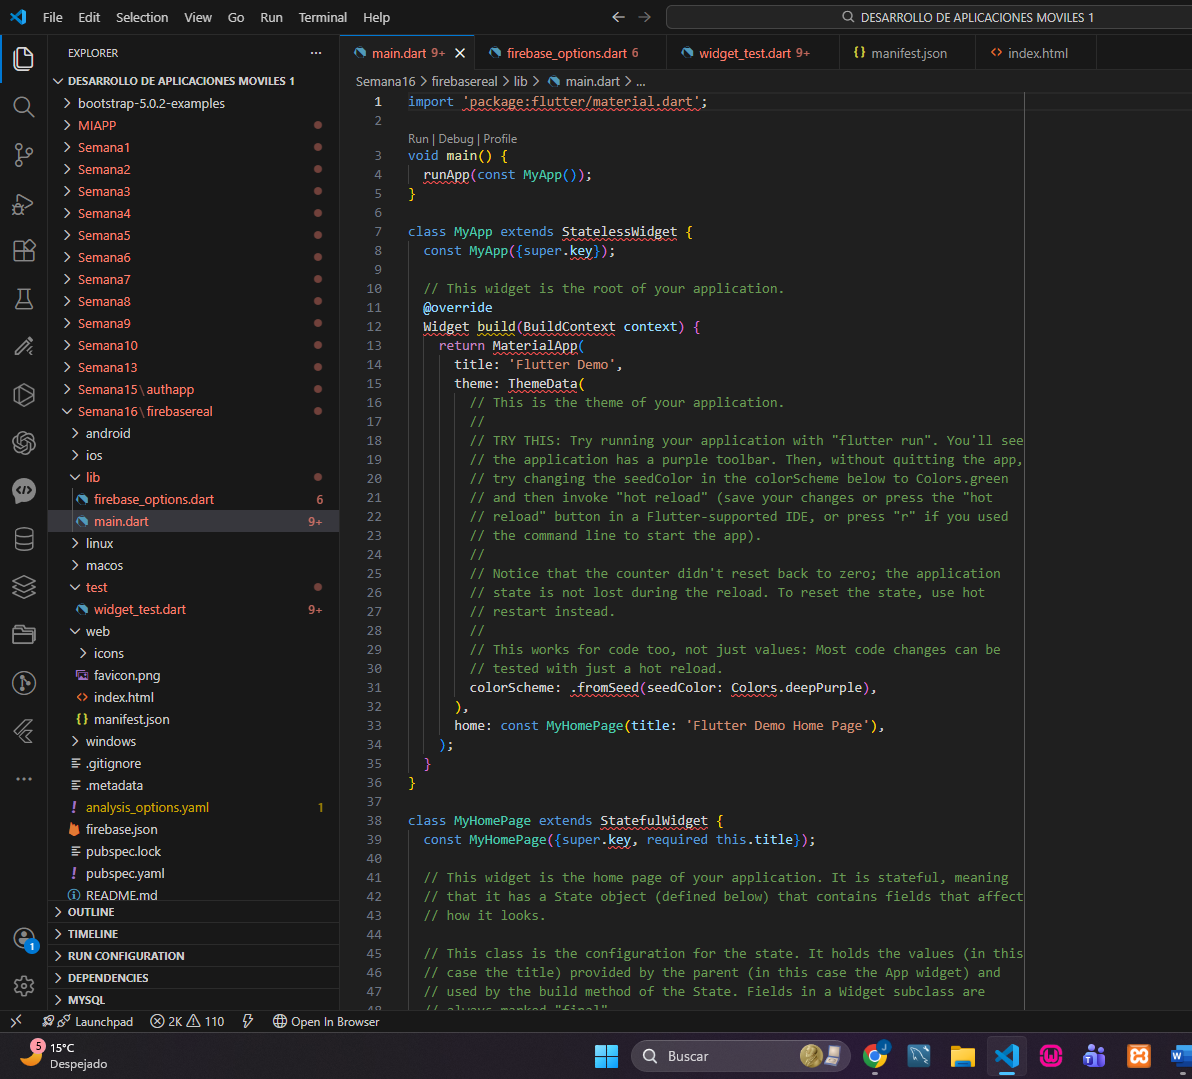 File Edit Selection View Go Run Terminal Help
DESARROLLO DE APLICACIONES MOVILES 1
EXPLORER
DESARROLLO DE APLICACIONES MOVILES 1
bootstrap-5.0.2-examples
MIAPP
Semana1
Semana2
Semana3
Semana4
Semana5
Semana6
Semana7
Semana8
Semana9
Semana10
Semana13
Semana15\authapp
Semana16\firebasereal
android
ios
lib
firebase_options.dart 6
main.dart 9+
linux
macos
test
widget_test.dart 9+
web
icons
favicon.png
index.html
manifest.json
windows
.gitignore
.metadata
analysis_options.yaml 1
firebase.json
pubspec.lock
pubspec.yaml
README.md
OUTLINE
TIMELINE
RUN CONFIGURATION
DEPENDENCIES
MYSQL
1
main.dart 9+ firebase_options.dart 6 widget_test.dart 9+ manifest.json index.html
Semana16 > firebasereal > lib > main.dart > ...
1 import 'package:flutter/material.dart';
2
Run | Debug | Profile
3 void main() {
4 runApp(const MyApp());
5 }
6
7 class MyApp extends StatelessWidget {
8 const MyApp({super.key});
9
10 // This widget is the root of your application.
11 @override
12 Widget build(BuildContext context) {
13 return MaterialApp(
14 title: 'Flutter Demo',
15 theme: ThemeData(
16 // This is the theme of your application.
17 //
18 // TRY THIS: Try running your application with "flutter run". You'll see
19 // the application has a purple toolbar. Then, without quitting the app,
20 // try changing the seedColor in the colorScheme below to Colors.green
21 // and then invoke "hot reload" (save your changes or press the "hot
22 // reload" button in a Flutter-supported IDE, or press "r" if you used
23 // the command line to start the app).
24 //
25 // Notice that the counter didn't reset back to zero; the application
26 // state is not lost during the reload. To reset the state, use hot
27 // restart instead.
28 //
29 // This works for code too, not just values: Most code changes can be
30 // tested with just a hot reload.
31 colorScheme: .fromSeed(seedColor: Colors.deepPurple),
32 ),
33 home: const MyHomePage(title: 'Flutter Demo Home Page'),
34 );
35 }
36 }
37
38 class MyHomePage extends StatefulWidget {
39 const MyHomePage({super.key, required this.title});
40
41 // This widget is the home page of your application. It is stateful, meaning
42 // that it has a State object (defined below) that contains fields that affect
43 // how it looks.
44
45 // This class is the configuration for the state. It holds the values (in this
46 // case the title) provided by the parent (in this case the App widget) and
47 // used by the build method of the State. Fields in a Widget subclass are
48 // always marked "final"
Launchpad 2K 110 Open In Browser
5 15°C
Despejado
Buscar